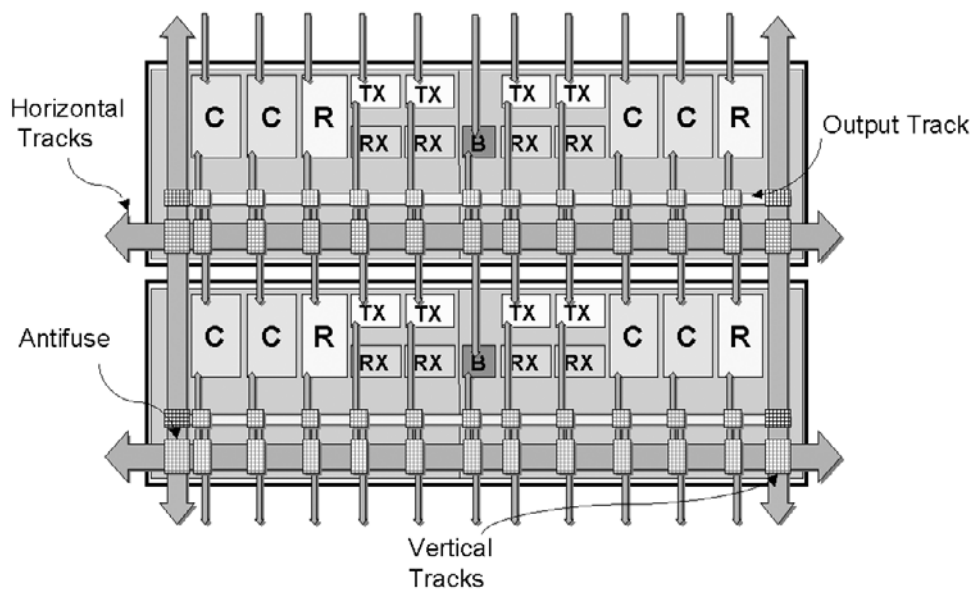 TX TX TX TX
Horizontal
Tracks
C C R C C R
Output Track
RX RX B RX RX
TX TX TX TX
Antifuse
C C R C C R
RX RX B RX RX
Vertical
Tracks